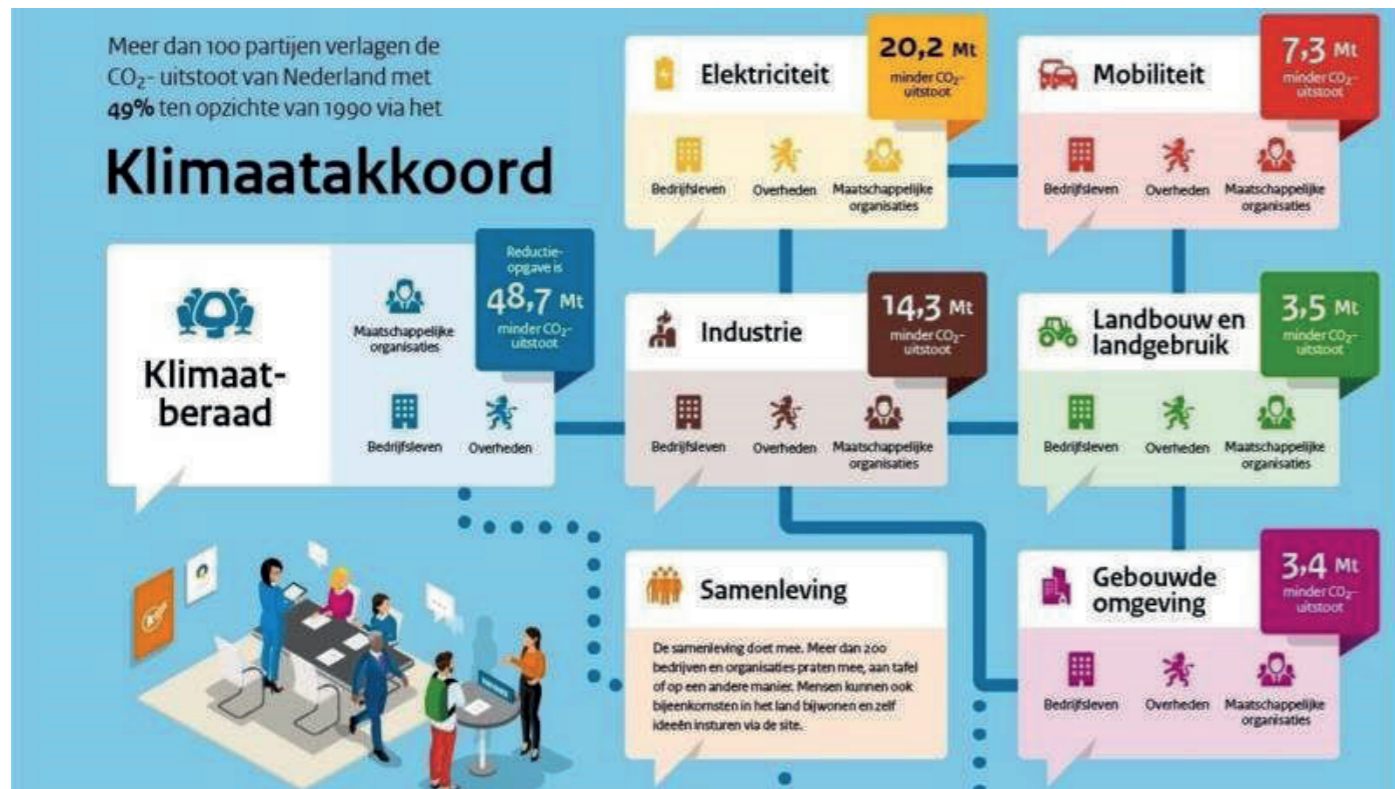 Meer dan 100 partijen verlagen de
CO₂- uitstoot van Nederland met
49% ten opzichte van 1990 via het
Klimaatakkoord
Klimaat-
beraad
Maatschappelijke
organisaties
Bedrijfsleven
Overheden
Reductie-
opgave is
48,7 Mt
minder CO₂-
uitstoot
Elektriciteit
20,2 Mt
minder CO₂-
uitstoot
Bedrijfsleven
Overheden
Maatschappelijke
organisaties
Mobiliteit
7,3 Mt
minder CO₂-
uitstoot
Bedrijfsleven
Overheden
Maatschappelijke
organisaties
Industrie
14,3 Mt
minder CO₂-
uitstoot
Bedrijfsleven
Overheden
Maatschappelijke
organisaties
Landbouw en
landgebruik
3,5 Mt
minder CO₂-
uitstoot
Bedrijfsleven
Overheden
Maatschappelijke
organisaties
Samenleving
De samenleving doet mee. Meer dan 200
bedrijven en organisaties praten mee, aan tafel
of op een andere manier. Mensen kunnen ook
bijeenkomsten in het land bijwonen en zelf
ideeën insturen via de site.
Gebouwde
omgeving
3,4 Mt
minder CO₂-
uitstoot
Bedrijfsleven
Overheden
Maatschappelijke
organisaties